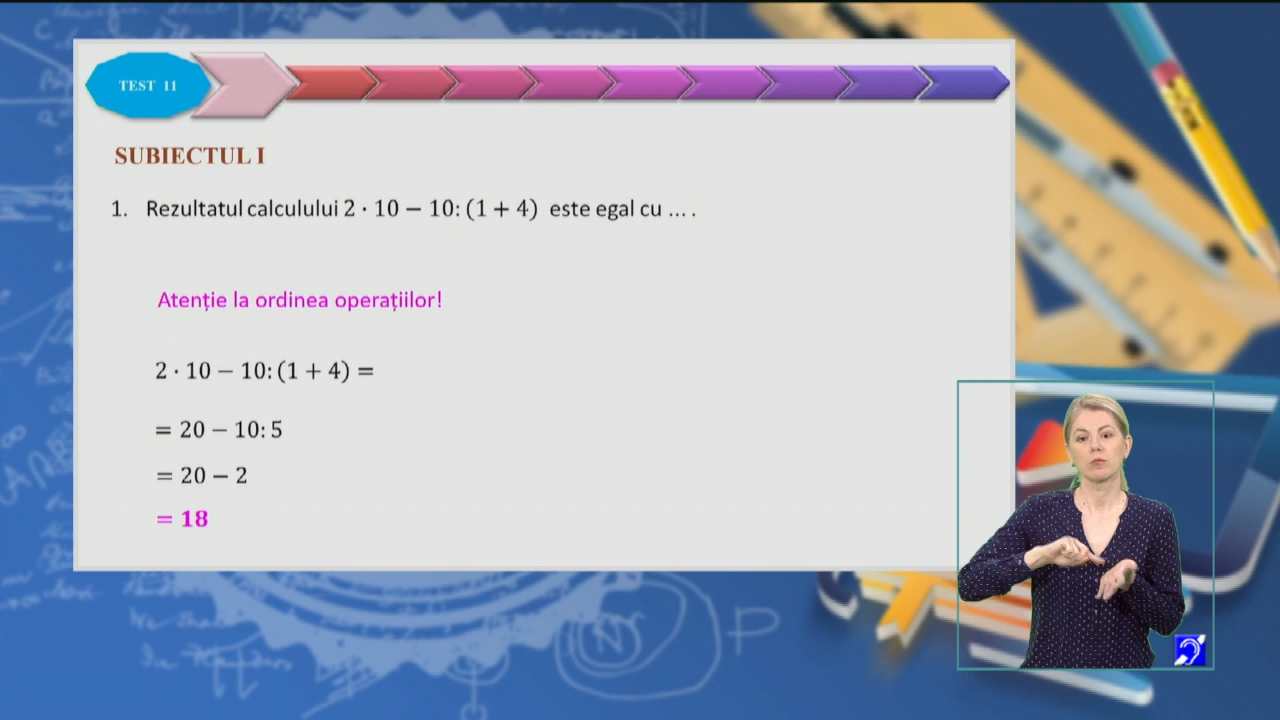 TEST 11
SUBIECTUL I
1. Rezultatul calculului 2 · 10 − 10: (1 + 4) este egal cu ... .
Atenție la ordinea operațiilor!
2 · 10 − 10: (1 + 4) =
= 20 − 10: 5
= 20 − 2
= 18
P